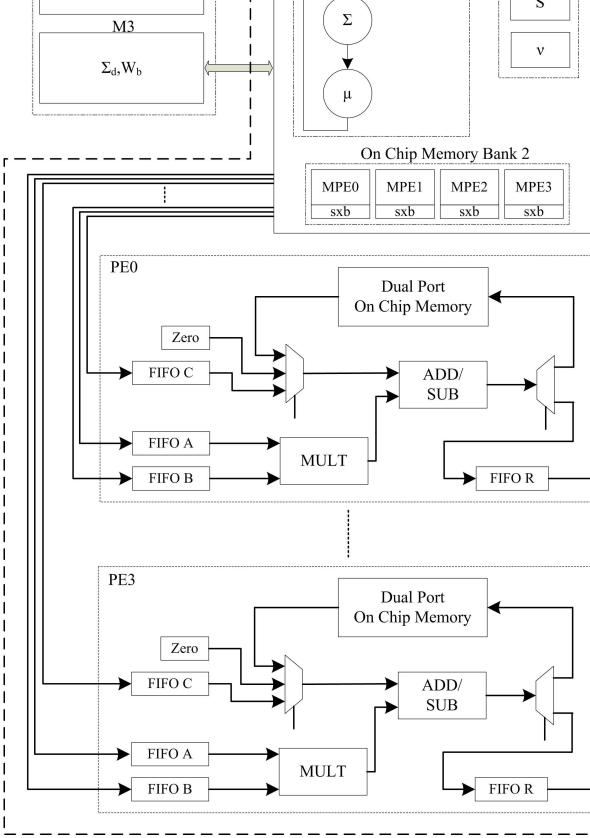 S
M3
Σ
Σd,Wb
ν
μ
On Chip Memory Bank 2
MPE0 MPE1 MPE2 MPE3
sxb sxb sxb sxb
PE0
Dual Port
On Chip Memory
Zero
FIFO C
ADD/
SUB
FIFO A
MULT
FIFO B
FIFO R
PE3
Dual Port
On Chip Memory
Zero
FIFO C
ADD/
SUB
FIFO A
MULT
FIFO B
FIFO R